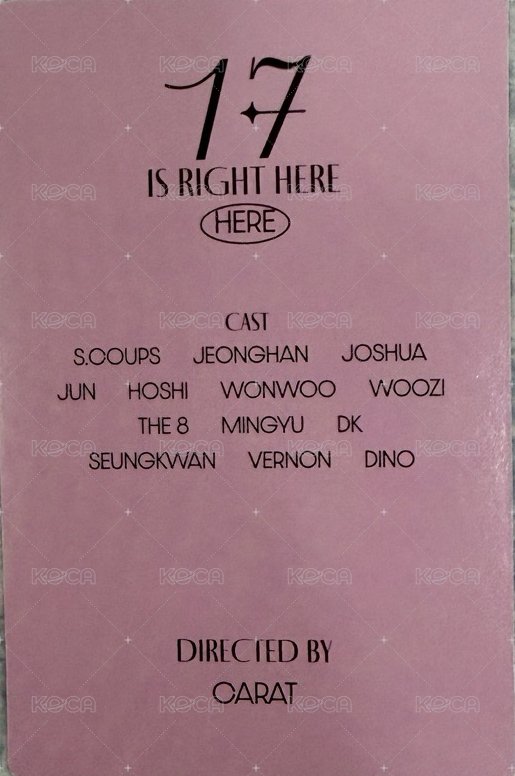 17
IS RIGHT HERE
HERE
CAST
S.COUPS JEONGHAN JOSHUA
JUN HOSHI WONWOO WOOZI
THE 8 MINGYU DK
SEUNGKWAN VERNON DINO
DIRECTED BY
CARAT